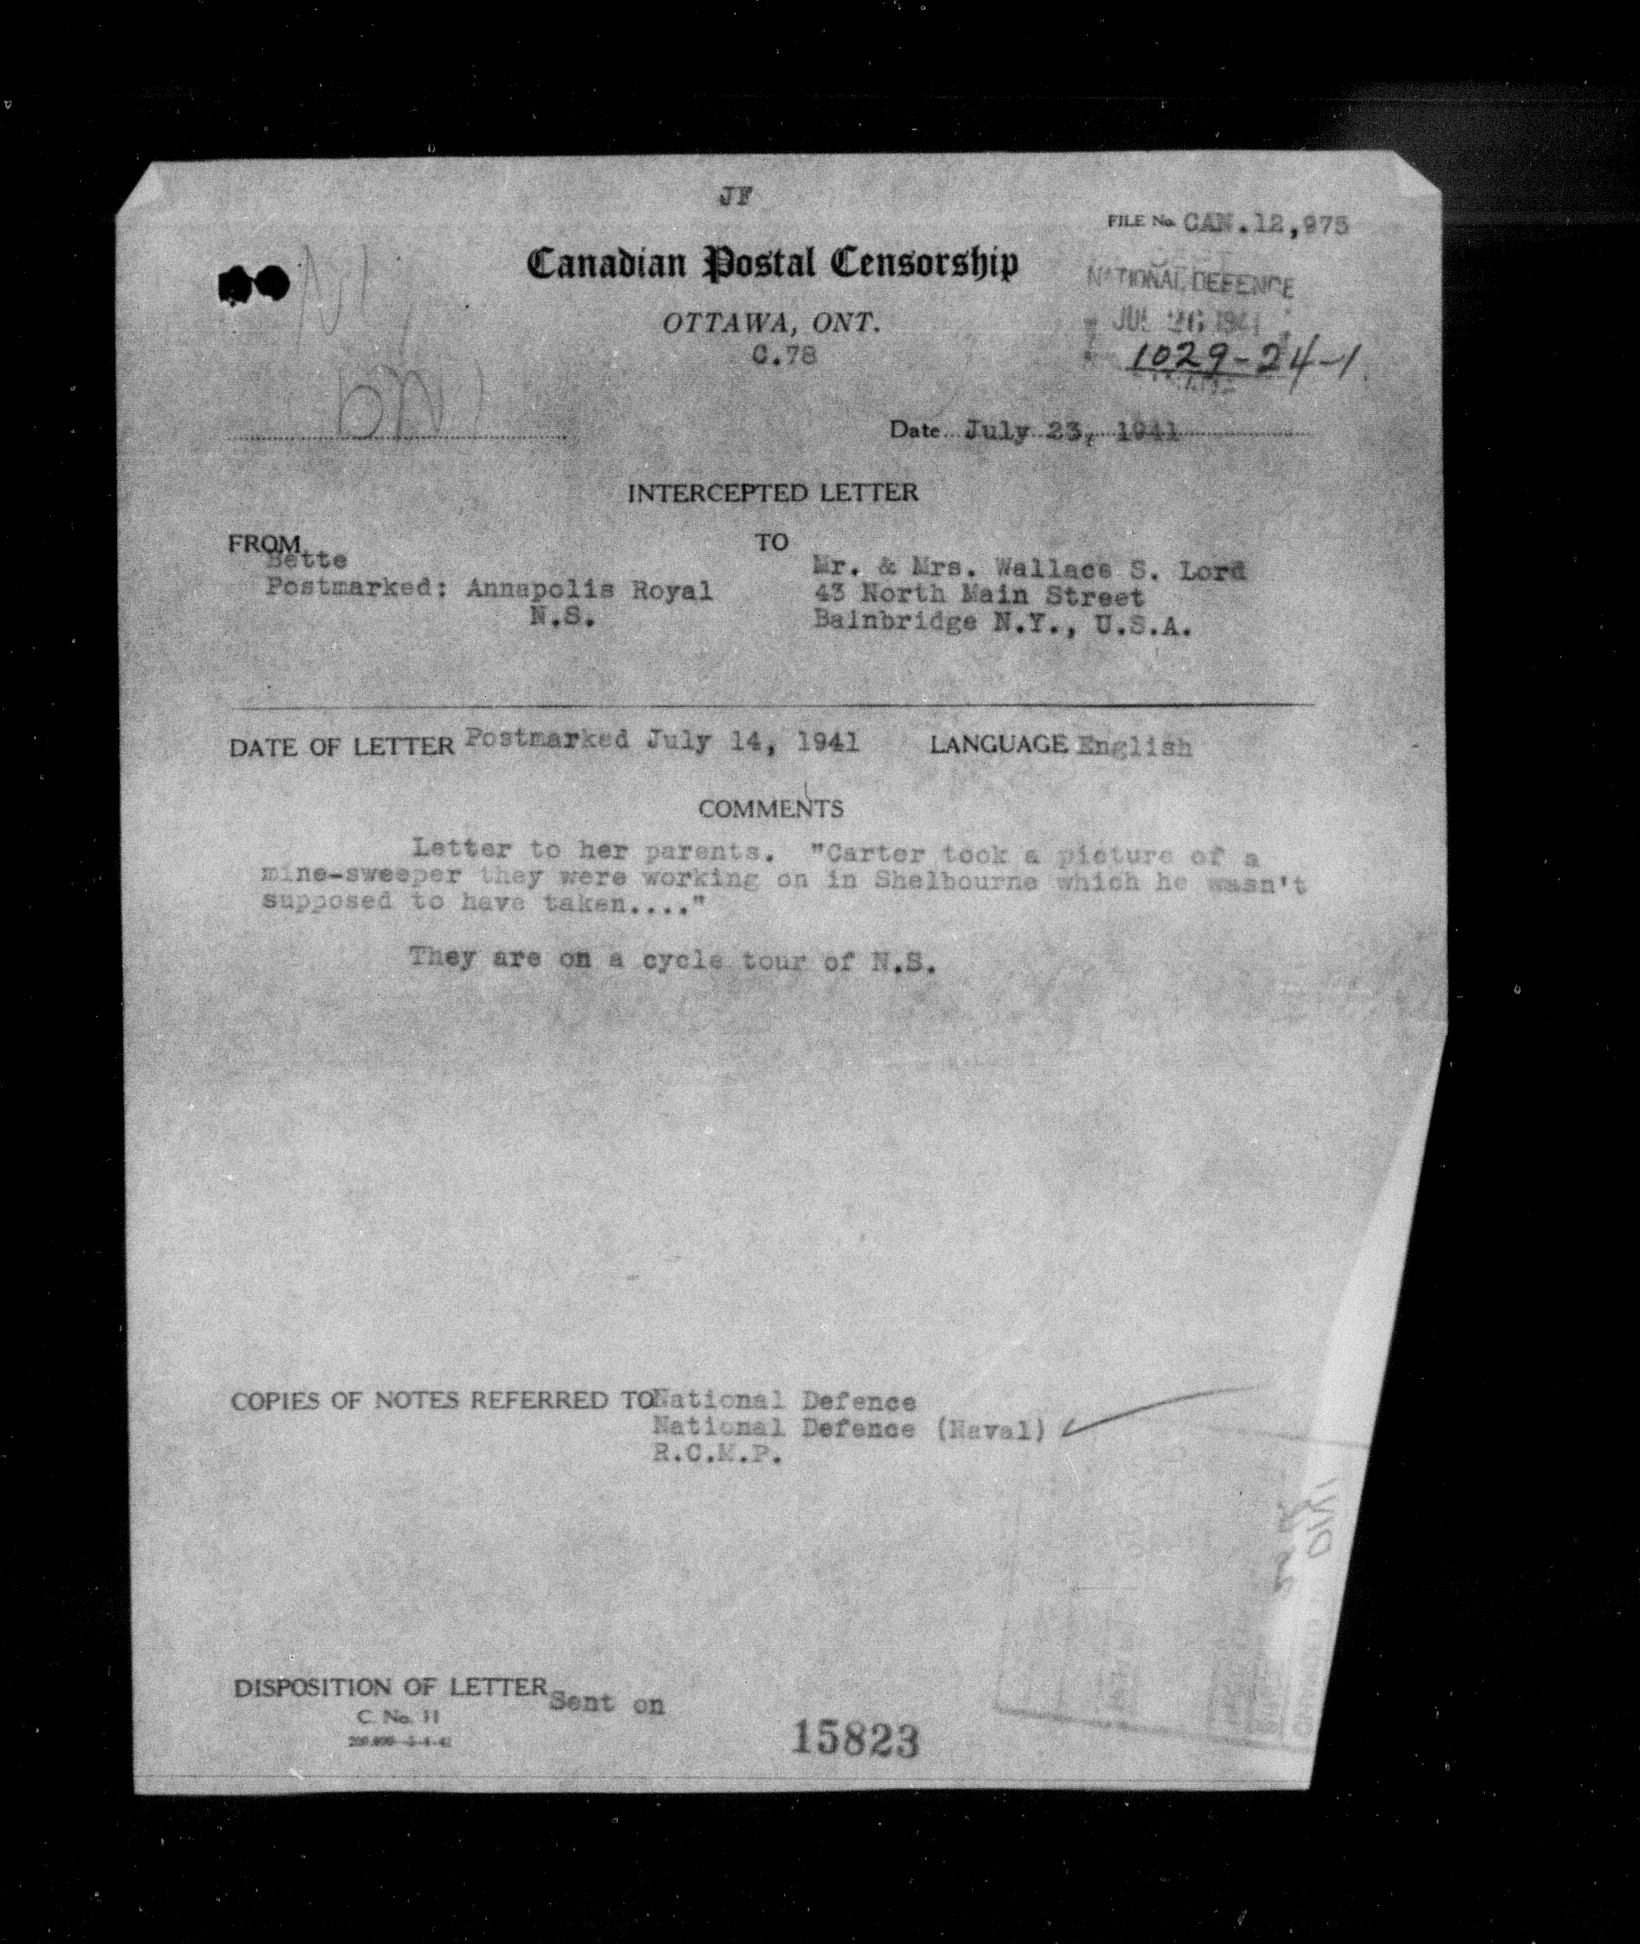 JF
FILE No. CAN.12,975
Canadian Postal Censorship
NATIONAL DEFENCE
OTTAWA, ONT.
JUL 26 1941
C.78
1029-24-1
Date July 23, 1941
INTERCEPTED LETTER
FROM TO
Bette
Mr. & Mrs. Wallace S. Lord
Postmarked: Annapolis Royal
43 North Main Street
N.S.
Bainbridge N.Y., U.S.A.
DATE OF LETTER Postmarked July 14, 1941 LANGUAGE English
COMMENTS
Letter to her parents. "Carter took a picture of a
mine-sweeper they were working on in Shelbourne which he wasn't
supposed to have taken...."
They are on a cycle tour of N.S.
COPIES OF NOTES REFERRED TO National Defence
National Defence (Naval)
R.C.M.P.
DISPOSITION OF LETTER Sent on
C. No. 11
15823